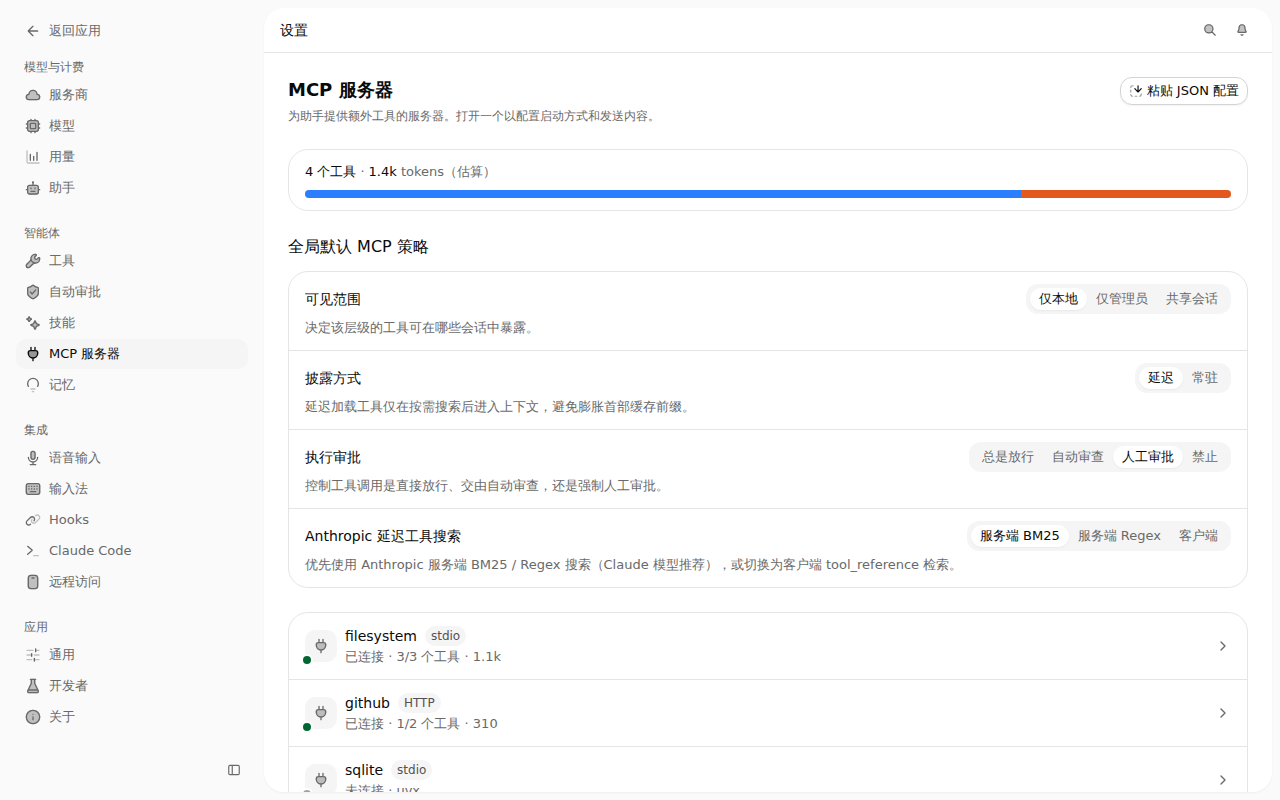 返回应用
模型与计费
服务商
模型
用量
助手
智能体
工具
自动审批
技能
MCP 服务器
记忆
集成
语音输入
输入法
Hooks
Claude Code
远程访问
应用
通用
开发者
关于
设置
MCP 服务器
粘贴 JSON 配置
为助手提供额外工具的服务器。打开一个以配置启动方式和发送内容。
4 个工具 · 1.4k tokens（估算）
全局默认 MCP 策略
可见范围
仅本地 仅管理员 共享会话
决定该层级的工具可在哪些会话中暴露。
披露方式
延迟 常驻
延迟加载工具仅在按需搜索后进入上下文，避免膨胀首部缓存前缀。
执行审批
总是放行 自动审查 人工审批 禁止
控制工具调用是直接放行、交由自动审查，还是强制人工审批。
Anthropic 延迟工具搜索
服务端 BM25 服务端 Regex 客户端
优先使用 Anthropic 服务端 BM25 / Regex 搜索（Claude 模型推荐），或切换为客户端 tool_reference 检索。
filesystem stdio
已连接 · 3/3 个工具 · 1.1k
github HTTP
已连接 · 1/2 个工具 · 310
sqlite stdio
未连接 · uvx